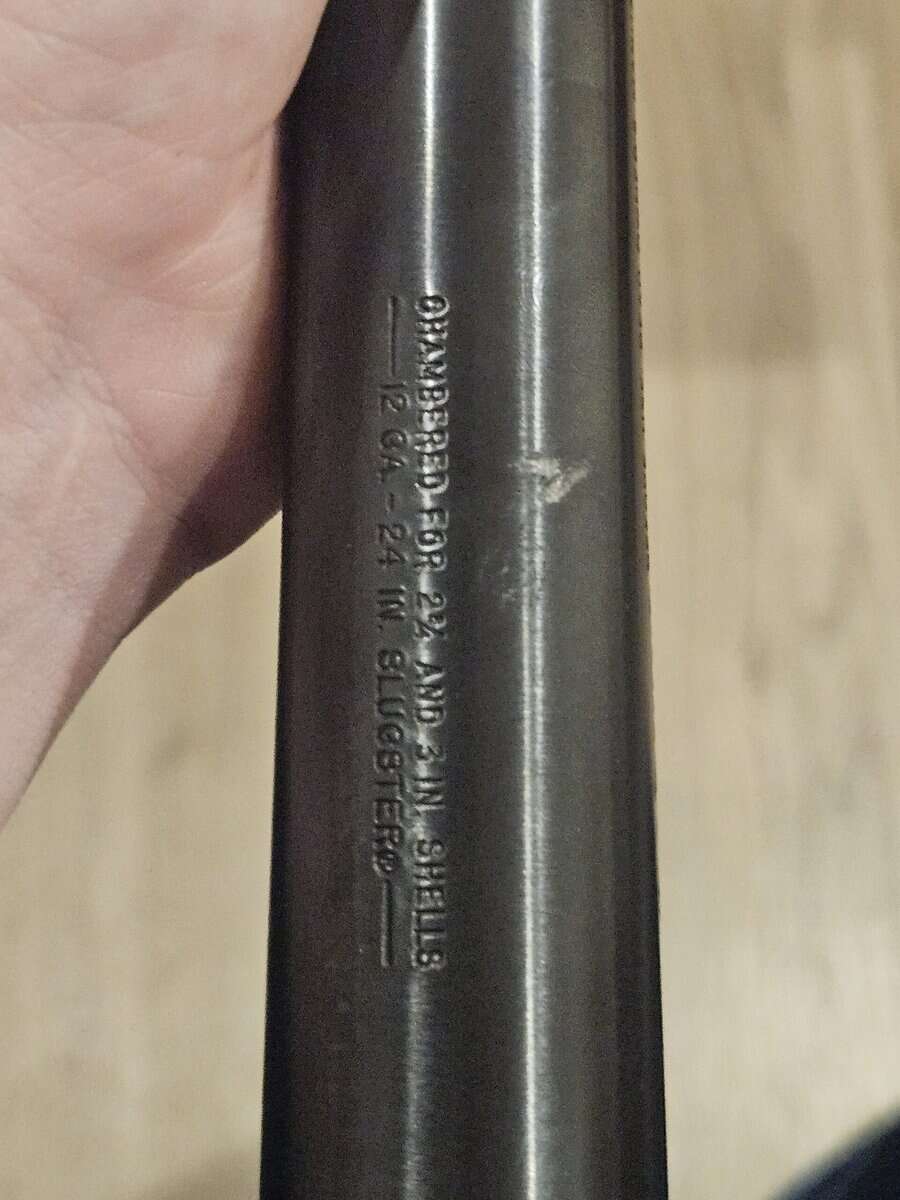 CHAMBERED FOR 2¾ AND 3 IN. SHELLS
— 12 GA. - 24 IN. SLUGSTER® —